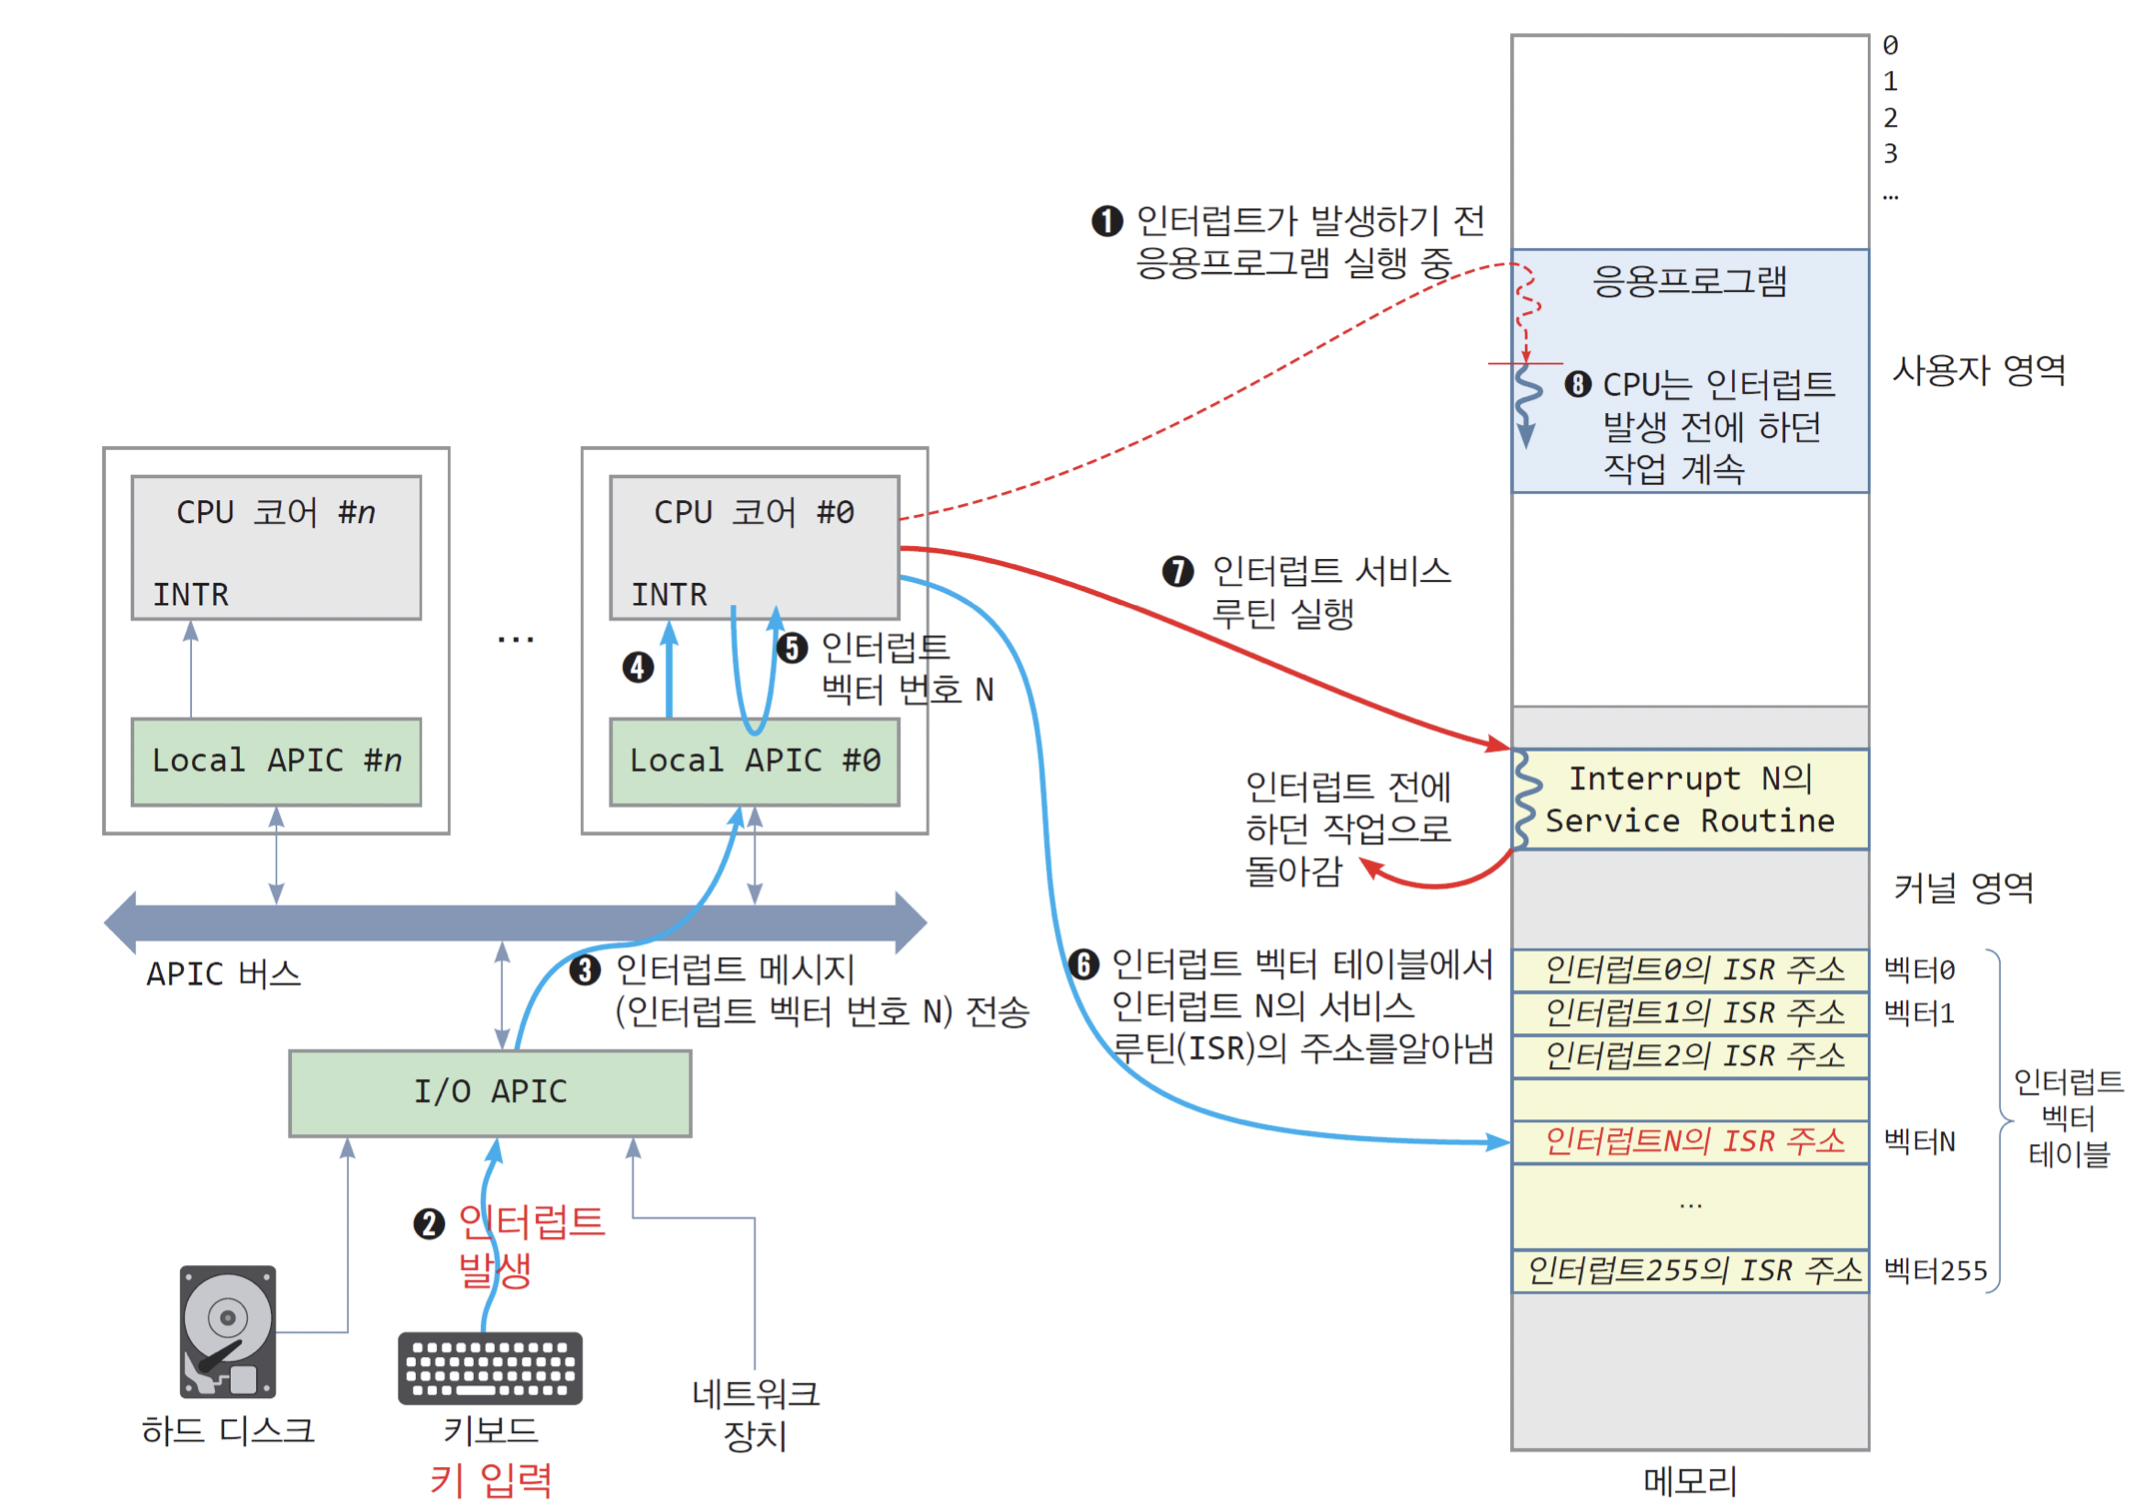 0
1
2
3
…
❶ 인터럽트가 발생하기 전
응용프로그램 실행 중
응용프로그램
❽ CPU는 인터럽트
발생 전에 하던
작업 계속
사용자 영역
CPU 코어 #n
INTR
Local APIC #n
…
CPU 코어 #0
INTR
❹
❺ 인터럽트
벡터 번호 N
Local APIC #0
❼ 인터럽트 서비스
루틴 실행
Interrupt N의
Service Routine
인터럽트 전에
하던 작업으로
돌아감
커널 영역
APIC 버스
❸ 인터럽트 메시지
(인터럽트 벡터 번호 N) 전송
❻ 인터럽트 벡터 테이블에서
인터럽트 N의 서비스
루틴(ISR)의 주소를알아냄
인터럽트0의 ISR 주소 벡터0
인터럽트1의 ISR 주소 벡터1
인터럽트2의 ISR 주소
인터럽트N의 ISR 주소 벡터N
…
인터럽트255의 ISR 주소 벡터255
인터럽트
벡터
테이블
I/O APIC
❷ 인터럽트
발생
하드 디스크
키보드
키 입력
네트워크
장치
메모리